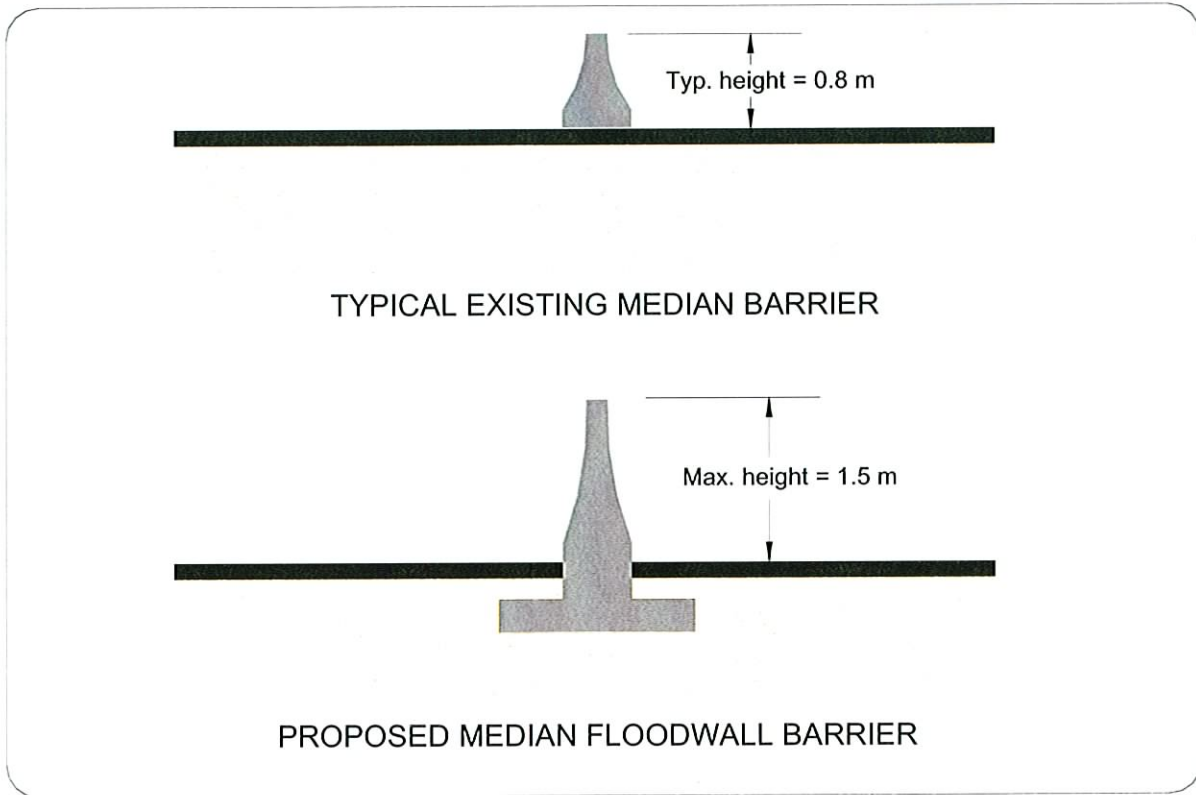 Typ. height = 0.8 m
TYPICAL EXISTING MEDIAN BARRIER
Max. height = 1.5 m
PROPOSED MEDIAN FLOODWALL BARRIER